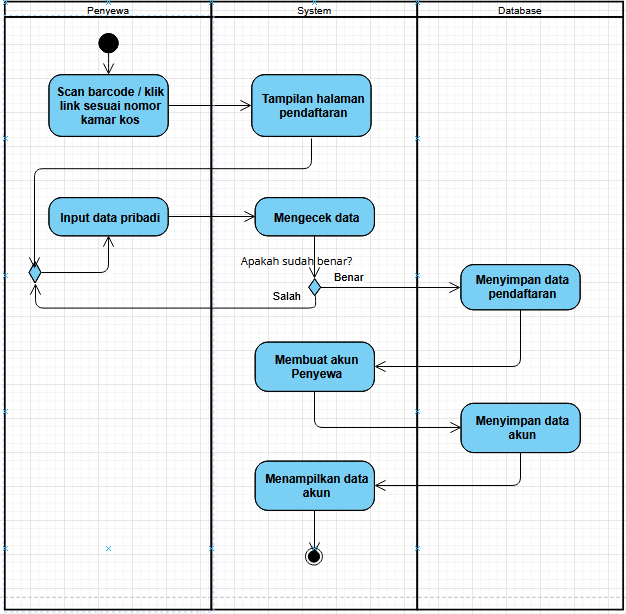 Penyewa
System
Database
Scan barcode / klik
link sesuai nomor
kamar kos
Tampilan halaman
pendaftaran
Input data pribadi
Mengecek data
Apakah sudah benar?
Benar
Salah
Menyimpan data
pendaftaran
Membuat akun
Penyewa
Menyimpan data
akun
Menampilkan data
akun